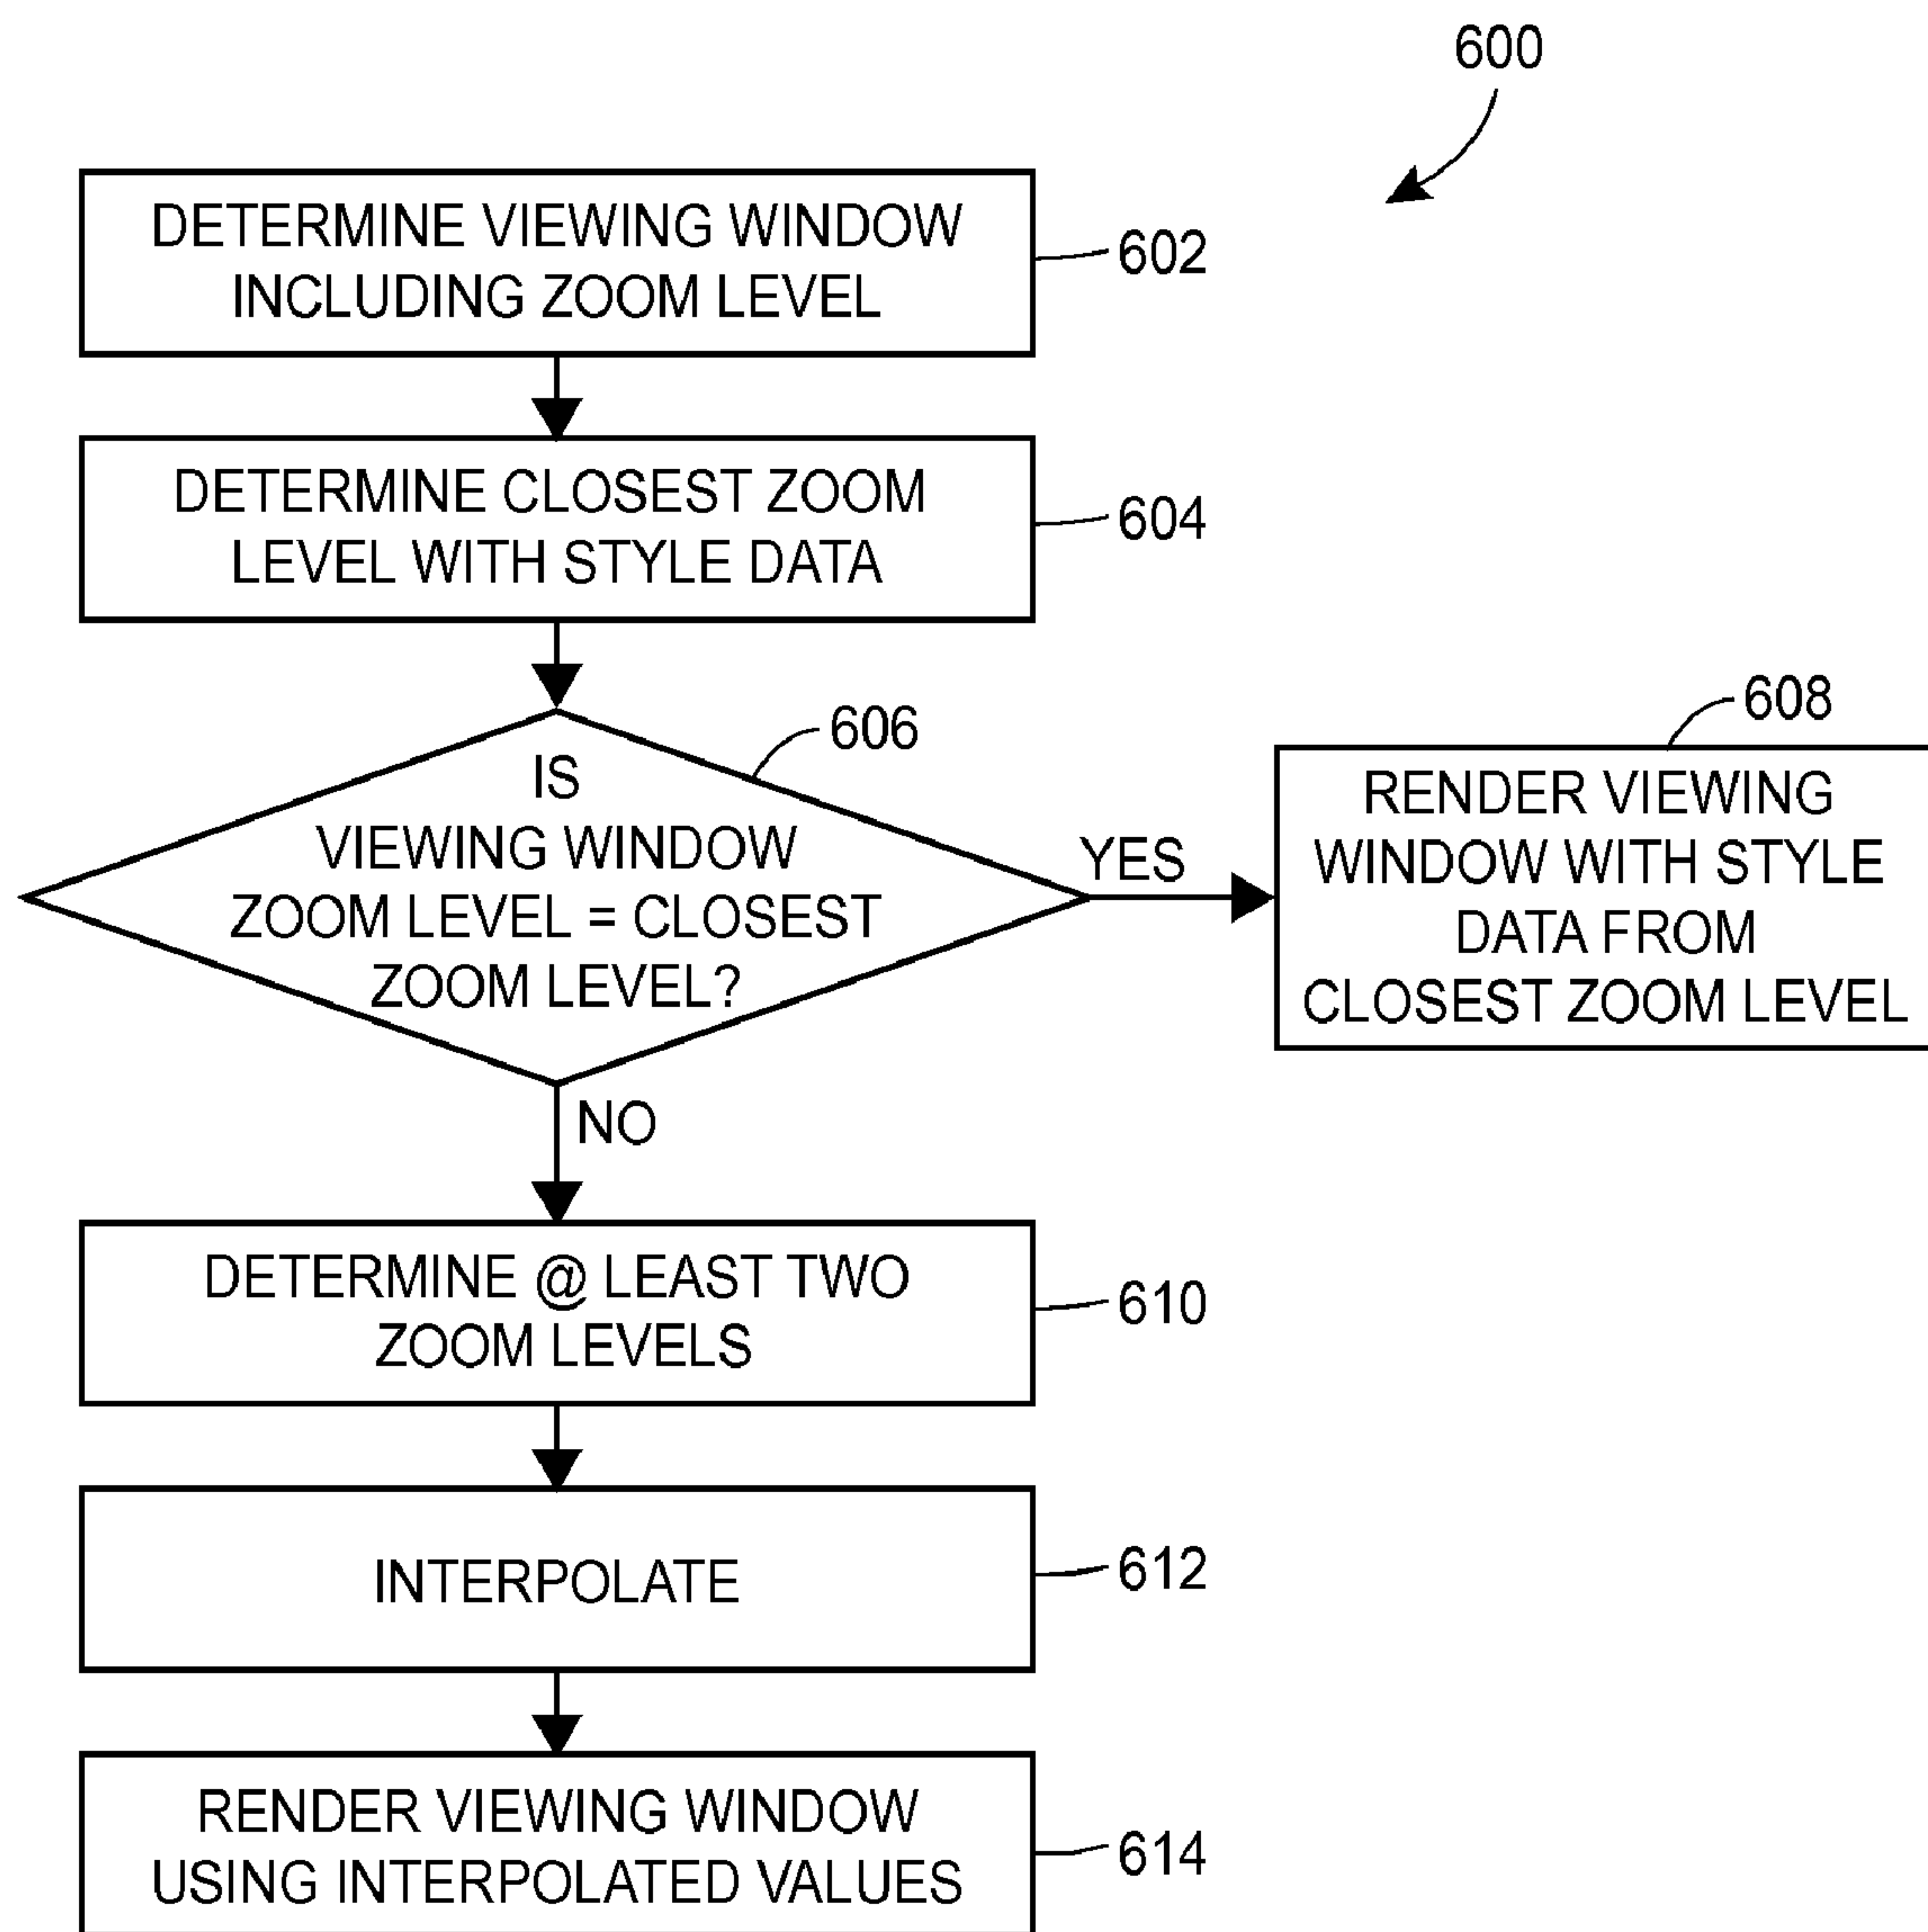 600
DETERMINE VIEWING WINDOW
INCLUDING ZOOM LEVEL
602
DETERMINE CLOSEST ZOOM
LEVEL WITH STYLE DATA
604
606
IS
VIEWING WINDOW
ZOOM LEVEL = CLOSEST
ZOOM LEVEL?
YES
608
RENDER VIEWING
WINDOW WITH STYLE
DATA FROM
CLOSEST ZOOM LEVEL
NO
DETERMINE @ LEAST TWO
ZOOM LEVELS
610
INTERPOLATE
612
RENDER VIEWING WINDOW
USING INTERPOLATED VALUES
614